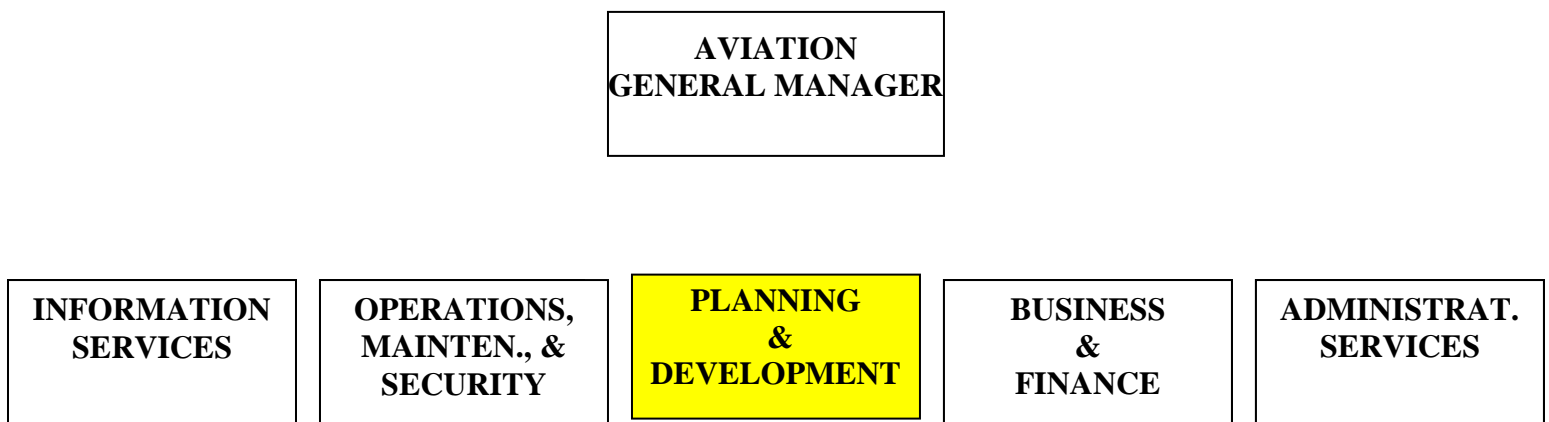 AVIATION
GENERAL MANAGER
INFORMATION
SERVICES
OPERATIONS,
MAINTEN., &
SECURITY
PLANNING
&
DEVELOPMENT
BUSINESS
&
FINANCE
ADMINISTRAT.
SERVICES